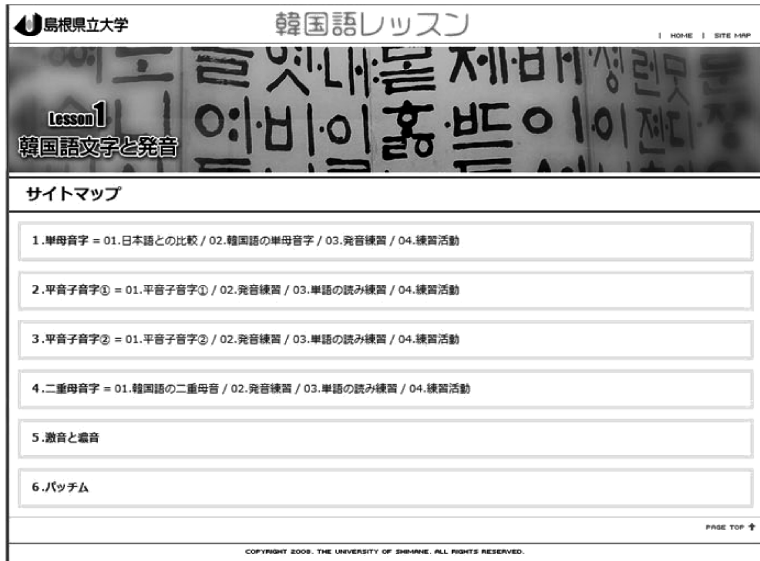 島根県立大学
韓国語レッスン
| HOME | SITE MAP
Lesson1
韓国語文字と発音
サイトマップ
1.単母音字 = 01.日本語との比較 / 02.韓国語の単母音字 / 03.発音練習 / 04.練習活動
2.平音子音字① = 01.平音子音字① / 02.発音練習 / 03.単語の読み練習 / 04.練習活動
3.平音子音字② = 01.平音子音字② / 02.発音練習 / 03.単語の読み練習 / 04.練習活動
4.二重母音字 = 01.韓国語の二重母音 / 02.発音練習 / 03.単語の読み練習 / 04.練習活動
5.激音と濃音
6.パッチム
PAGE TOP
COPYRIGHT 2008. THE UNIVERSITY OF SHIMANE. ALL RIGHTS RESERVED.